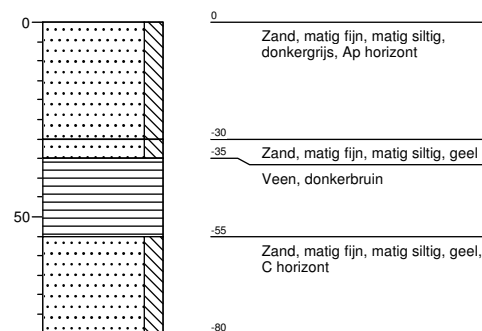 0
0
Zand, matig fijn, matig siltig,
donkergrijs, Ap horizont
-30
Zand, matig fijn, matig siltig, geel
-35
Veen, donkerbruin
50
-55
Zand, matig fijn, matig siltig, geel,
C horizont
-80